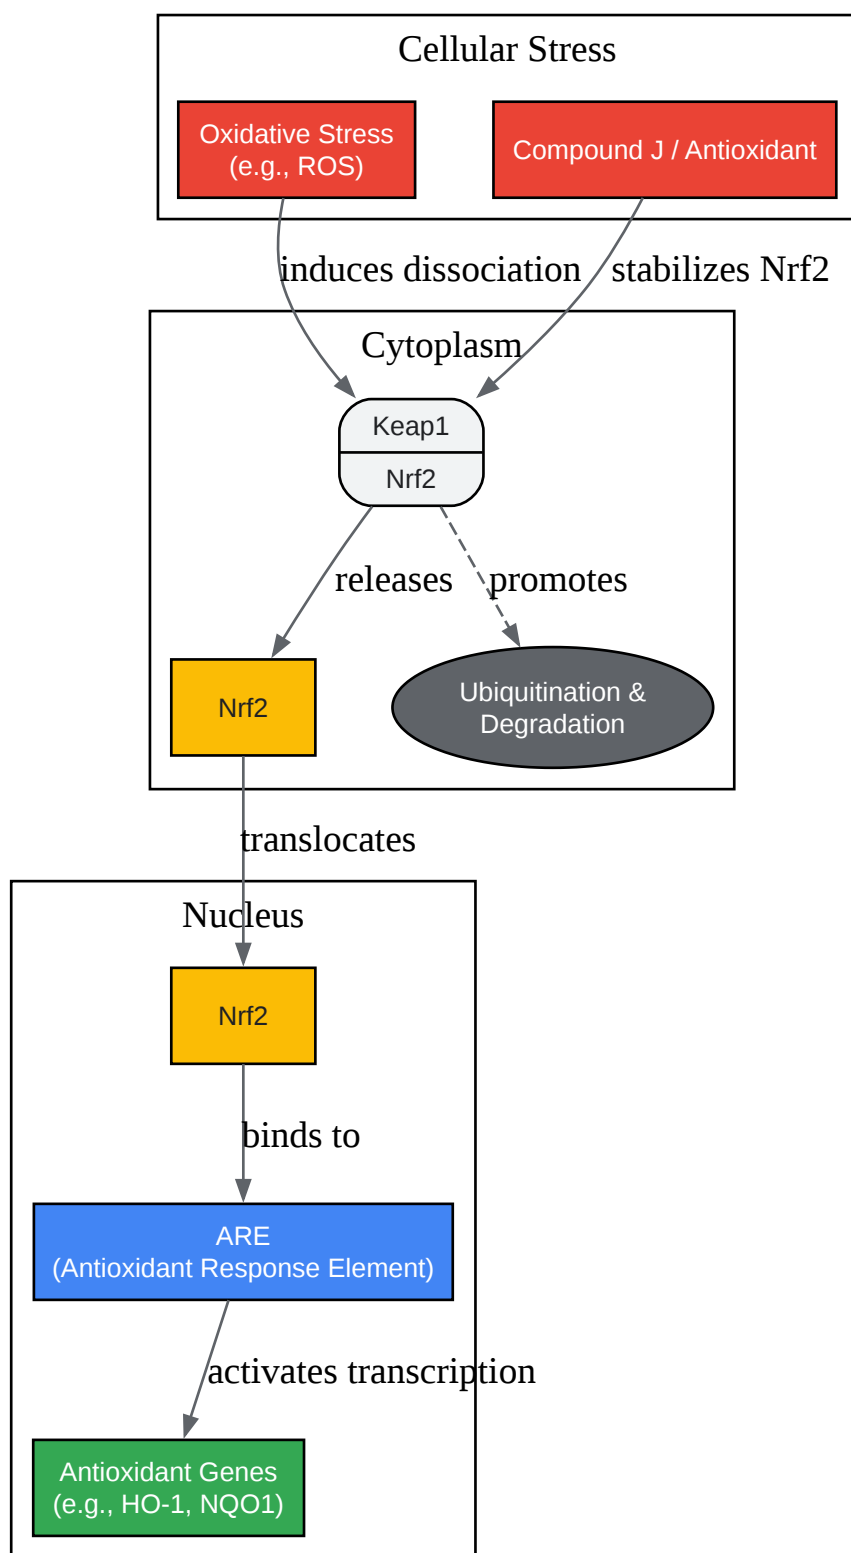 Cellular Stress
Oxidative Stress
(e.g., ROS)
Compound J / Antioxidant
induces dissociation
stabilizes Nrf2
Cytoplasm
Keap1
Nrf2
releases
promotes
Nrf2
Ubiquitination &
Degradation
translocates
Nucleus
Nrf2
binds to
ARE
(Antioxidant Response Element)
activates transcription
Antioxidant Genes
(e.g., HO-1, NQO1)